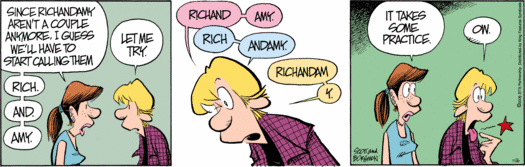 SINCE RICHANDAMY
AREN'T A COUPLE
ANYMORE. I GUESS
WE'LL HAVE TO
START CALLING THEM
RICH.
AND.
AMY.
LET ME
TRY.
RICHAND
AMY.
RICH
ANDAMY.
RICHANDAM
Y.
IT TAKES
SOME
PRACTICE.
OW.
SCOTT AND
BORGMAN